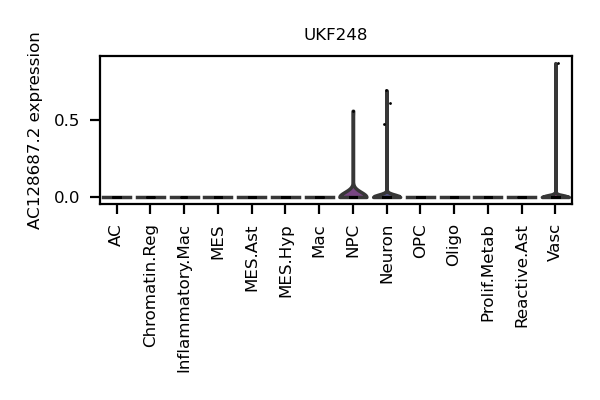 UKF248
AC128687.2 expression
0.5
0.0
AC
Chromatin.Reg
Inflammatory.Mac
MES
MES.Ast
MES.Hyp
Mac
NPC
Neuron
OPC
Oligo
Prolif.Metab
Reactive.Ast
Vasc